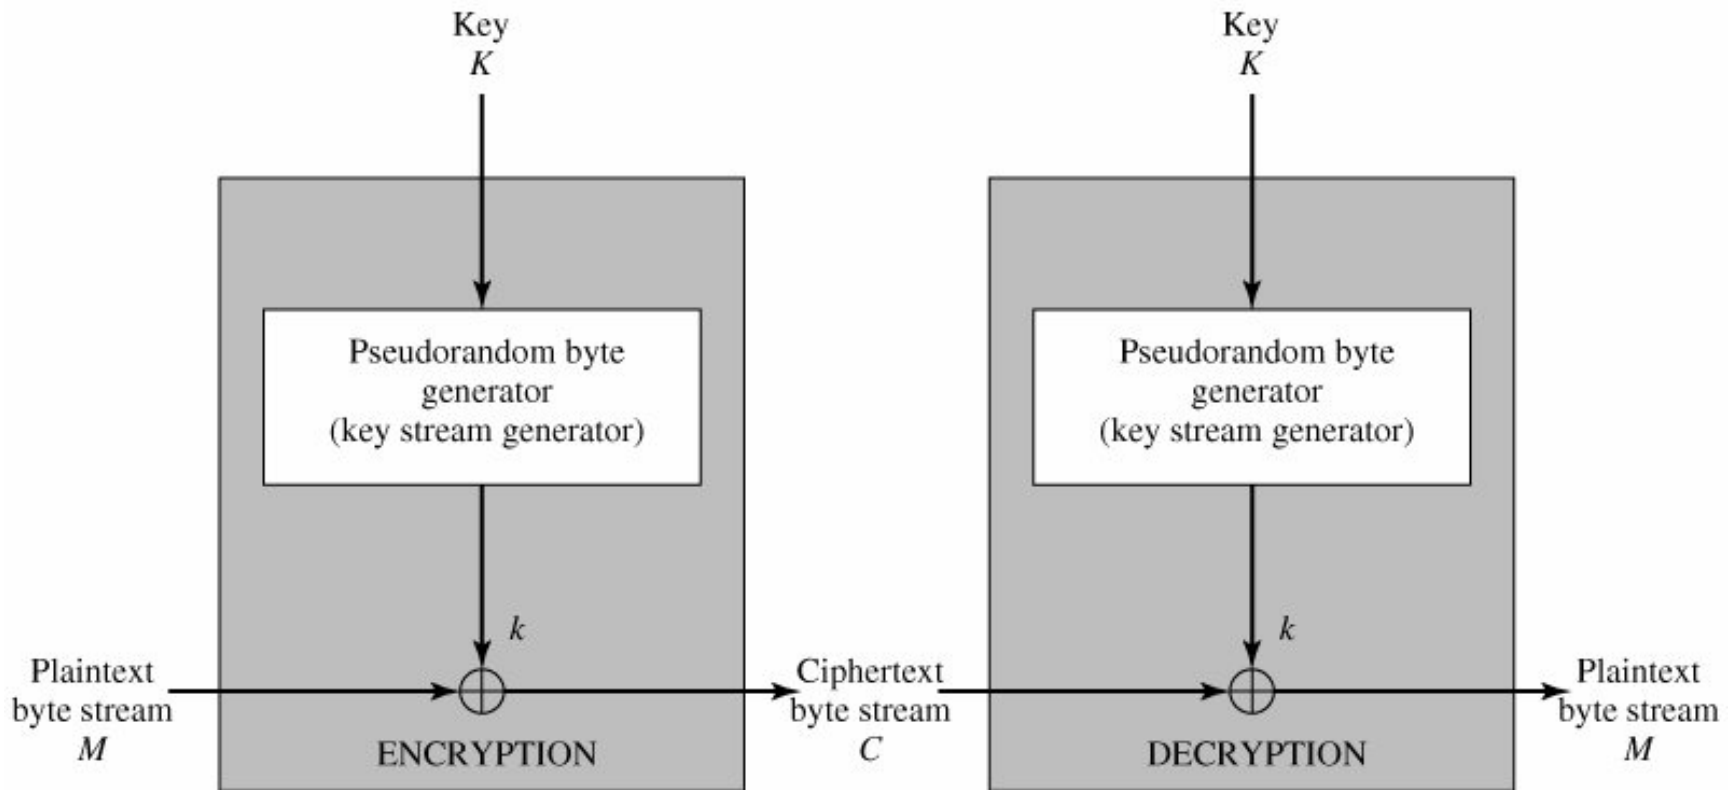 Key
K
Key
K
Pseudorandom byte
generator
(key stream generator)
Pseudorandom byte
generator
(key stream generator)
k
k
Plaintext
byte stream
M
ENCRYPTION
Ciphertext
byte stream
C
DECRYPTION
Plaintext
byte stream
M